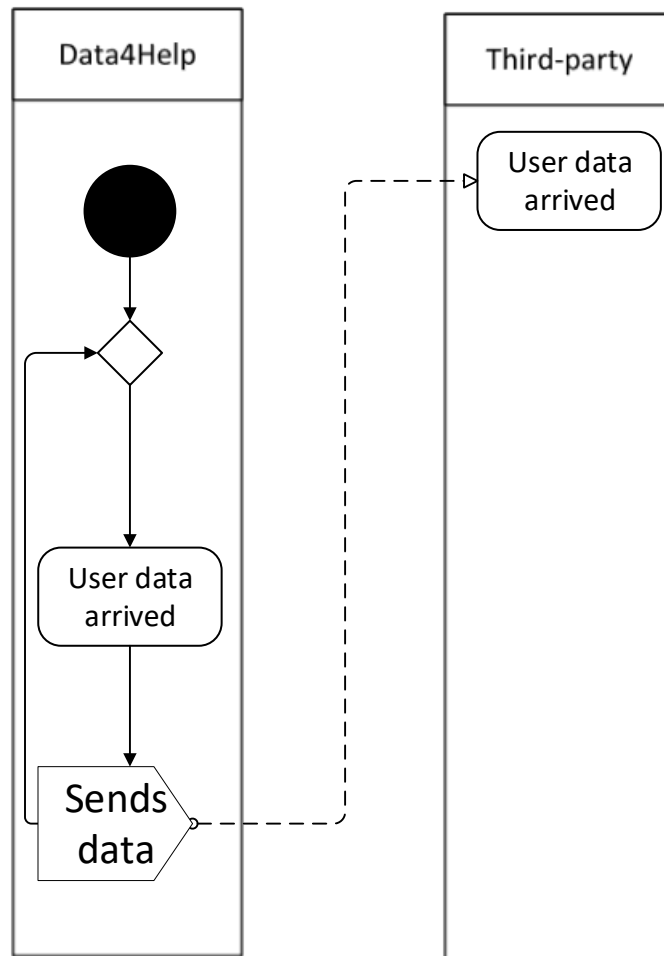 Data4Help
Third-party
User data
arrived
User data
arrived
Sends
data